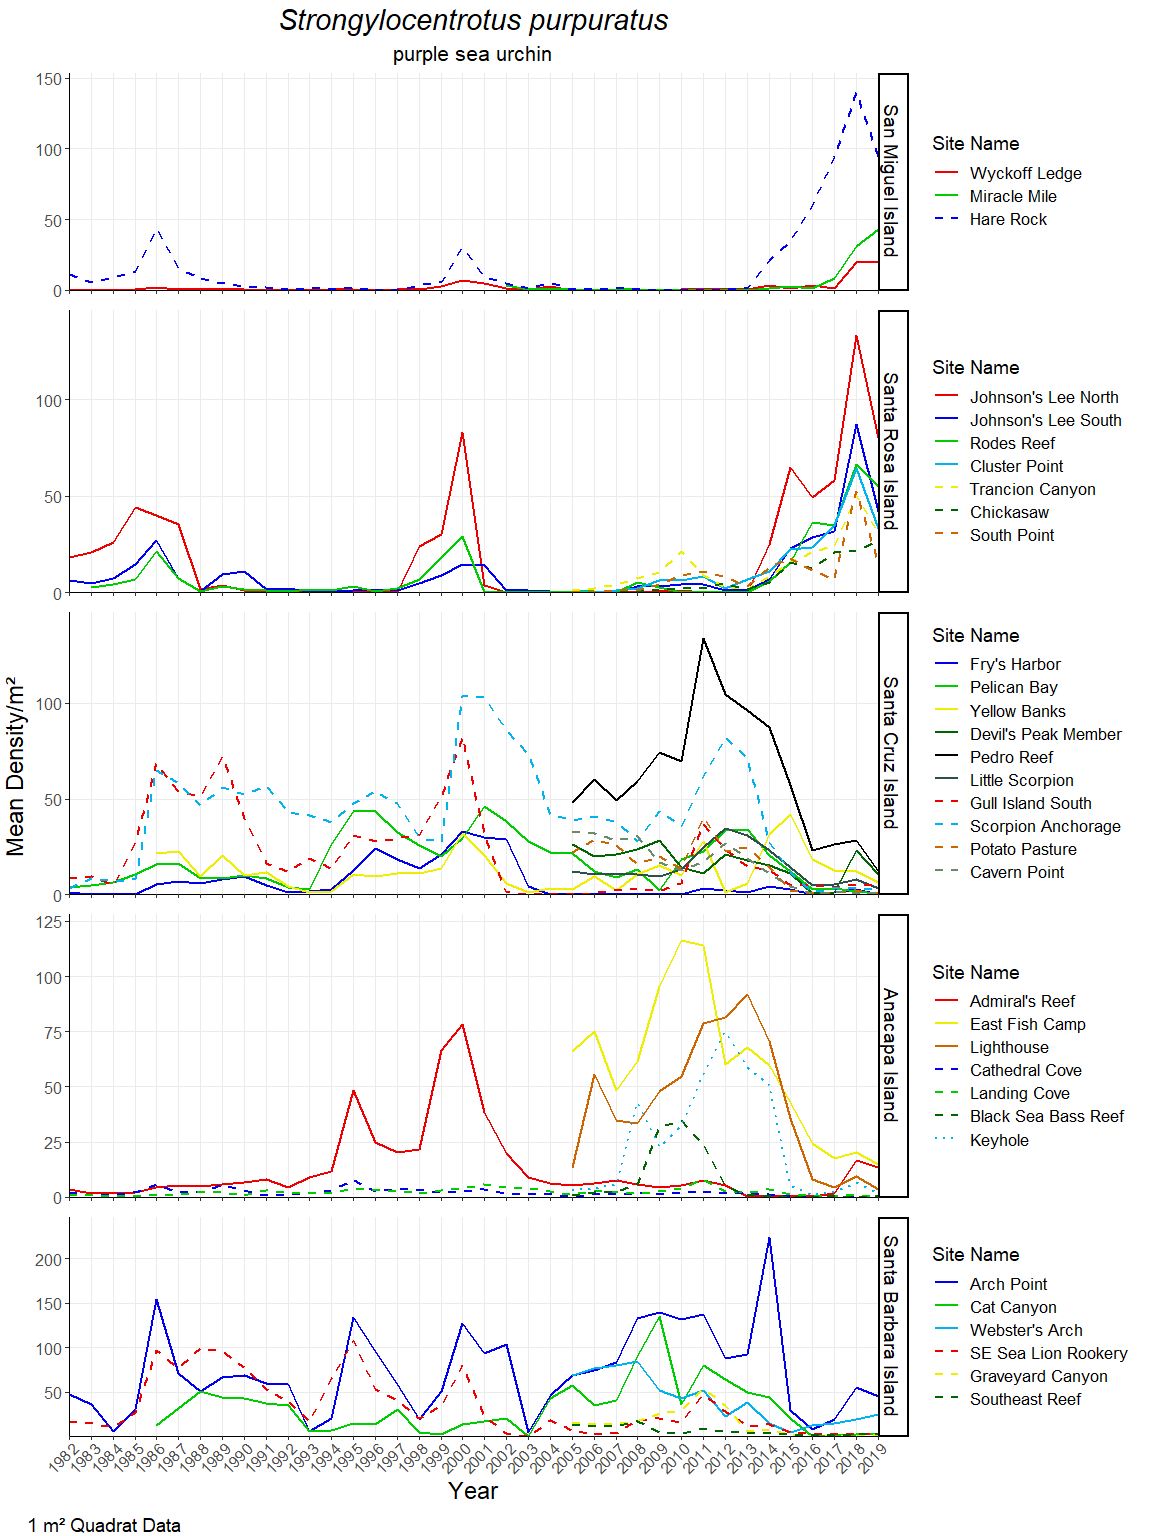 Strongylocentrotus purpuratus
purple sea urchin
150
100
50
0
San Miguel Island
Site Name
Wyckoff Ledge
Miracle Mile
Hare Rock
100
50
0
Santa Rosa Island
Site Name
Johnson's Lee North
Johnson's Lee South
Rodes Reef
Cluster Point
Trancion Canyon
Chickasaw
South Point
Mean Density/m²
100
50
0
Santa Cruz Island
Site Name
Fry's Harbor
Pelican Bay
Yellow Banks
Devil's Peak Member
Pedro Reef
Little Scorpion
Gull Island South
Scorpion Anchorage
Potato Pasture
Cavern Point
125
100
75
50
25
0
Anacapa Island
Site Name
Admiral's Reef
East Fish Camp
Lighthouse
Cathedral Cove
Landing Cove
Black Sea Bass Reef
Keyhole
200
150
100
50
Santa Barbara Island
Site Name
Arch Point
Cat Canyon
Webster's Arch
SE Sea Lion Rookery
Graveyard Canyon
Southeast Reef
1982 1983 1984 1985 1986 1987 1988 1989 1990 1991 1992 1993 1994 1995 1996 1997 1998 1999 2000 2001 2002 2003 2004 2005 2006 2007 2008 2009 2010 2011 2012 2013 2014 2015 2016 2017 2018 2019
Year
1 m² Quadrat Data